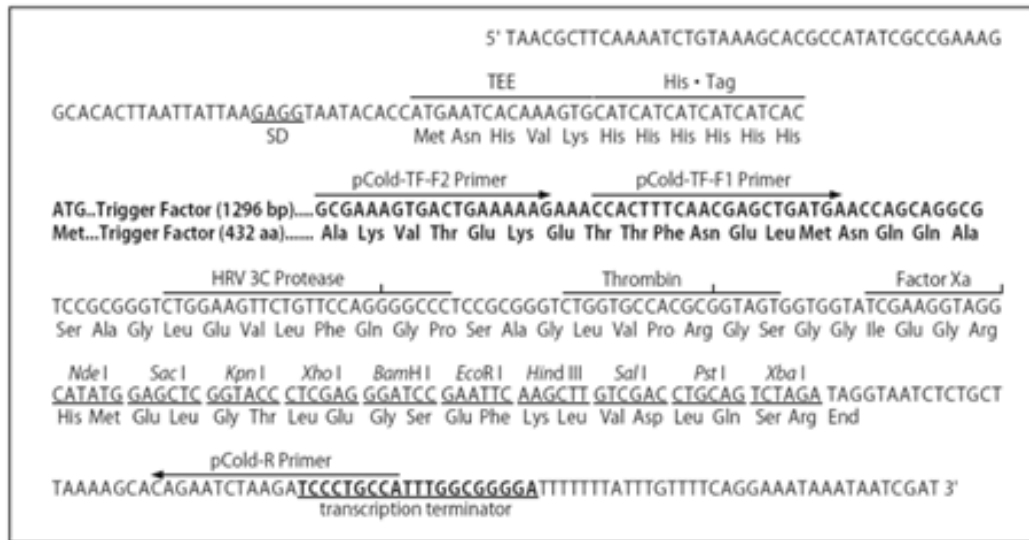 5' TAACGCTTCAAAATCTGTAAAGCACGCCATATCGCCGAAAG
TEE His • Tag
GCACACTTAATTATTAAGAGGTAATACACCATGAATCACAAAGTGCATCATCATCATCATCAC
SD Met Asn His Val Lys His His His His His His
pCold-TF-F2 Primer pCold-TF-F1 Primer
ATG..Trigger Factor (1296 bp).....GCGAAAGTGACTGAAAAAGAAACCACTTTCAACGAGCTGATGAACCAGCAGGCG
Met...Trigger Factor (432 aa)....... Ala Lys Val Thr Glu Lys Glu Thr Thr Phe Asn Glu Leu Met Asn Gln Gln Ala
HRV 3C Protease Thrombin Factor Xa
TCCGCGGGTCTGGAAGTTCTGTTCCAGGGGCCCTCCGCGGGTCTGGTGCCACGCGGTAGTGGTGGTATCGAAGGTAGG
Ser Ala Gly Leu Glu Val Leu Phe Gln Gly Pro Ser Ala Gly Leu Val Pro Arg Gly Ser Gly Gly Ile Glu Gly Arg
Nde I Sac I Kpn I Xho I BamH I EcoR I Hind III Sal I Pst I Xba I
CATATG GAGCTC GGTACC CTCGAG GGATCC GAATTC AAGCTT GTCGAC CTGCAG TCTAGA TAGGTAATCTCTGCT
His Met Glu Leu Gly Thr Leu Glu Gly Ser Glu Phe Lys Leu Val Asp Leu Gln Ser Arg End
pCold-R Primer
TAAAAGCACAGAATCTAAGATCCCTGCCATTTGGCGGGGATTTTTTTATTTGTTTTCAGGAAATAAATAATCGAT 3'
transcription terminator